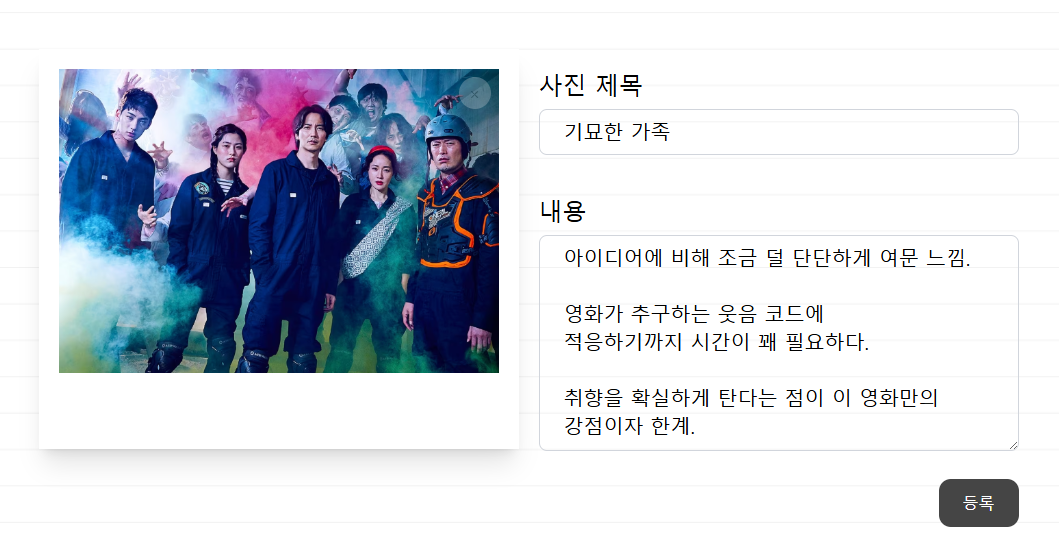 사진 제목
기묘한 가족
내용
아이디어에 비해 조금 덜 단단하게 여문 느낌.
영화가 추구하는 웃음 코드에
적응하기까지 시간이 꽤 필요하다.
취향을 확실하게 탄다는 점이 이 영화만의
강점이자 한계.
등록